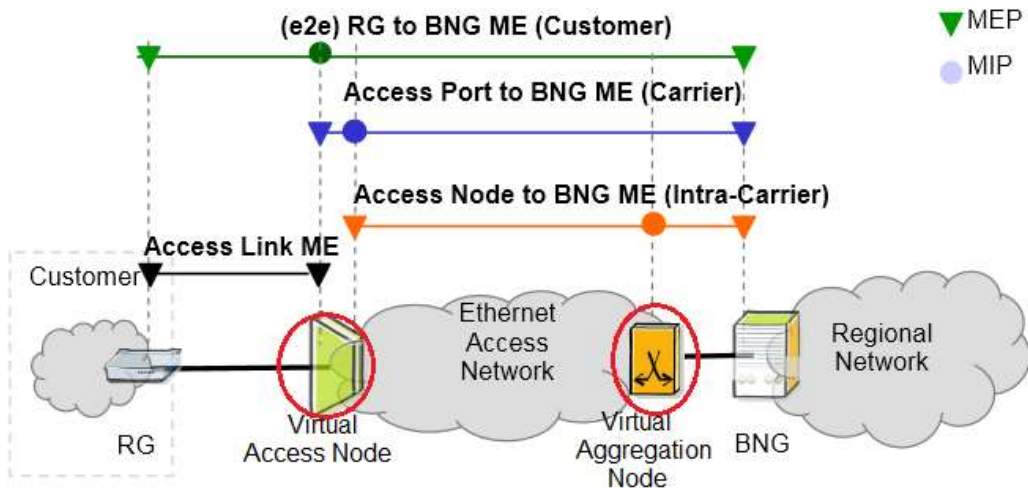 (e2e) RG to BNG ME (Customer)
MEP
MIP
Access Port to BNG ME (Carrier)
Access Node to BNG ME (Intra-Carrier)
Access Link ME
Customer
Ethernet
Access
Network
Regional
Network
RG
Virtual
Access Node
Virtual
Aggregation
Node
BNG